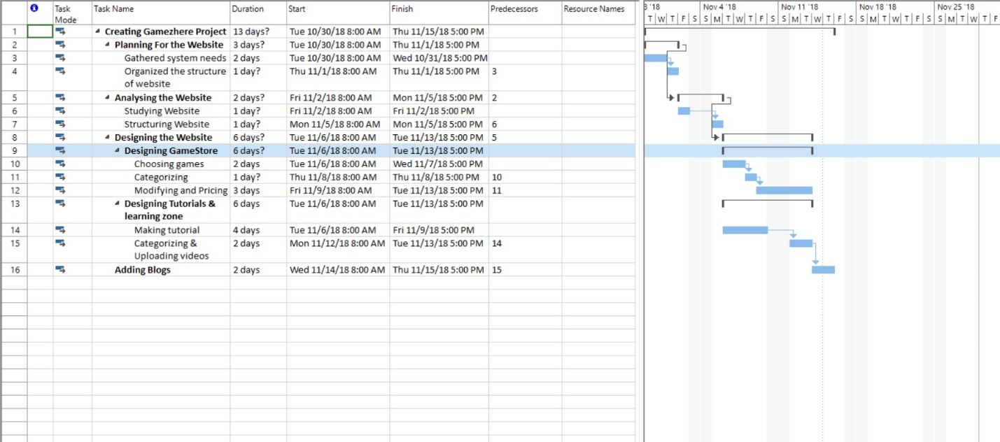 Task Mode Task Name Duration Start Finish Predecessors Resource Names
1 Creating Gamezhere Project 13 days? Tue 10/30/18 8:00 AM Thu 11/15/18 5:00 PM
2 Planning For the Website 3 days? Tue 10/30/18 8:00 AM Thu 11/1/18 5:00 PM
3 Gathered system needs 2 days Tue 10/30/18 8:00 AM Wed 10/31/18 5:00 PM
4 Organized the structure 1 day? Thu 11/1/18 8:00 AM Thu 11/1/18 5:00 PM 3
of website
5 Analysing the Website 2 days? Fri 11/2/18 8:00 AM Mon 11/5/18 5:00 PM 2
6 Studying Website 1 day? Fri 11/2/18 8:00 AM Fri 11/2/18 5:00 PM
7 Structuring Website 1 day? Mon 11/5/18 8:00 AM Mon 11/5/18 5:00 PM 6
8 Designing the Website 6 days? Tue 11/6/18 8:00 AM Tue 11/13/18 5:00 PM 5
9 Designing GameStore 6 days? Tue 11/6/18 8:00 AM Tue 11/13/18 5:00 PM
10 Choosing games 2 days Tue 11/6/18 8:00 AM Wed 11/7/18 5:00 PM
11 Categorizing 1 day? Thu 11/8/18 8:00 AM Thu 11/8/18 5:00 PM 10
12 Modifying and Pricing 3 days Fri 11/9/18 8:00 AM Tue 11/13/18 5:00 PM 11
13 Designing Tutorials & 6 days Tue 11/6/18 8:00 AM Tue 11/13/18 5:00 PM
learning zone
14 Making tutorial 4 days Tue 11/6/18 8:00 AM Fri 11/9/18 5:00 PM
15 Categorizing & 2 days Mon 11/12/18 8:00 AM Tue 11/13/18 5:00 PM 14
Uploading videos
16 Adding Blogs 2 days Wed 11/14/18 8:00 AM Thu 11/15/18 5:00 PM 15
'18 Nov 4 '18 Nov 11 '18 Nov 18 '18 Nov 25 '18
T W T F S S M T W T F S S M T W T F S S M T W T F S S M T W T F